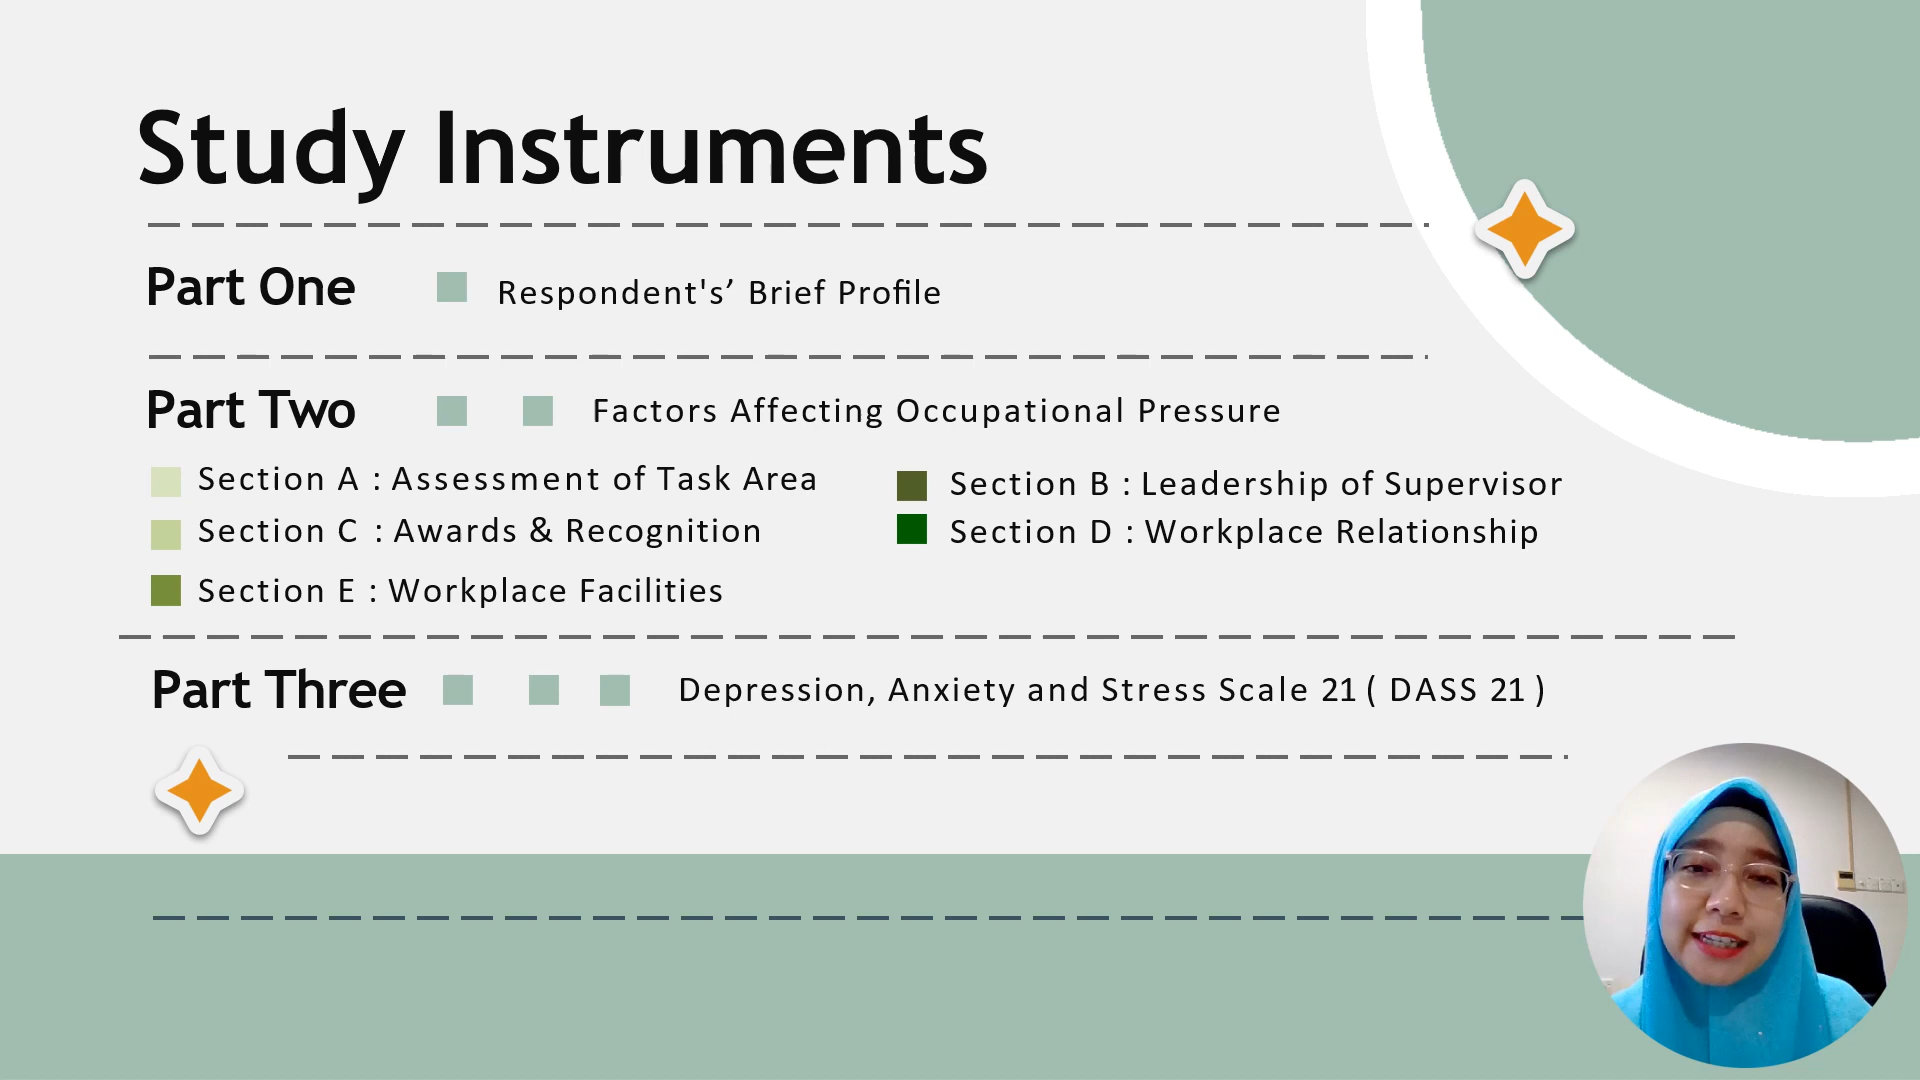 Study Instruments
Part One Respondent's’ Brief Profile
Part Two Factors Affecting Occupational Pressure
Section A : Assessment of Task Area
Section B : Leadership of Supervisor
Section C : Awards & Recognition
Section D : Workplace Relationship
Section E : Workplace Facilities
Part Three Depression, Anxiety and Stress Scale 21 ( DASS 21 )